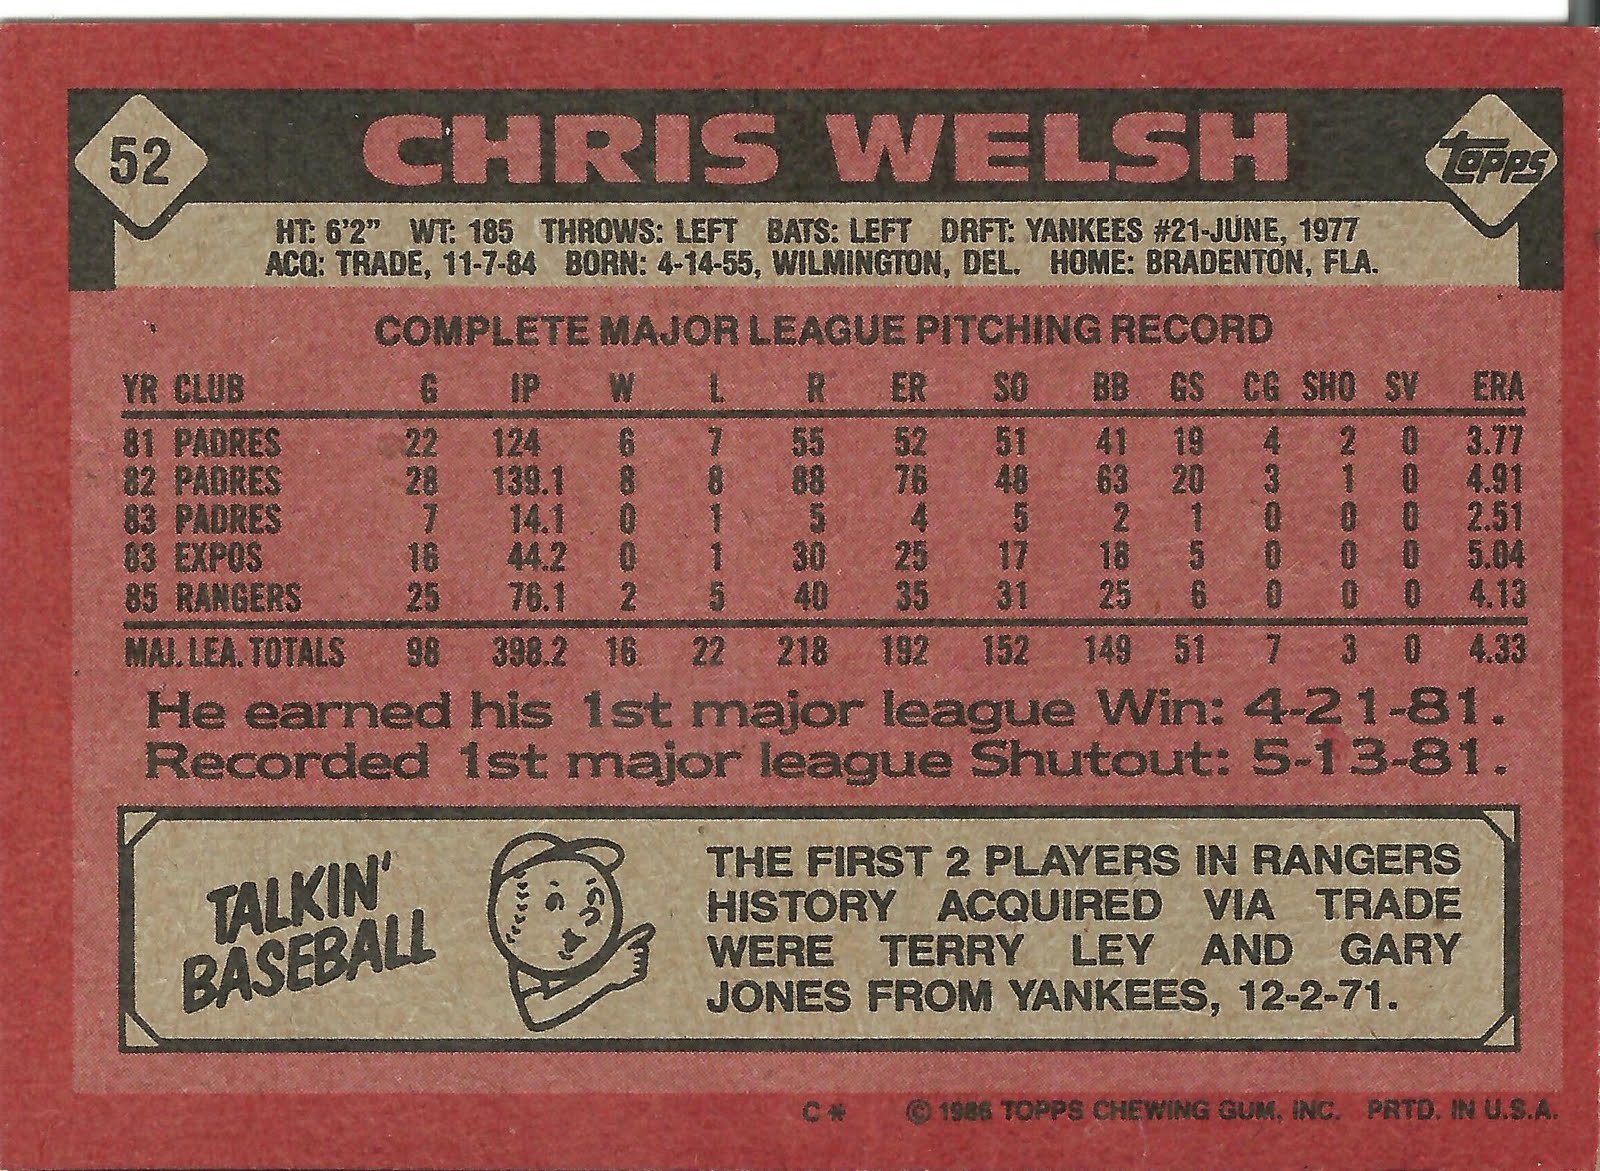 52 CHRIS WELSH TOPPS
HT: 6'2" WT: 185 THROWS: LEFT BATS: LEFT DRFT: YANKEES #21-JUNE, 1977
ACQ: TRADE, 11-7-84 BORN: 4-14-55, WILMINGTON, DEL. HOME: BRADENTON, FLA.
COMPLETE MAJOR LEAGUE PITCHING RECORD
YR CLUB G IP W L R ER SO BB GS CG SHO SV ERA
81 PADRES 22 124 6 7 55 52 51 41 19 4 2 0 3.77
82 PADRES 28 139.1 8 8 88 76 48 63 20 3 1 0 4.91
83 PADRES 7 14.1 0 1 5 4 5 2 1 0 0 0 2.51
83 EXPOS 16 44.2 0 1 30 25 17 18 5 0 0 0 5.04
85 RANGERS 25 76.1 2 5 40 35 31 25 6 0 0 0 4.13
MAJ. LEA. TOTALS 98 398.2 16 22 218 192 152 149 51 7 3 0 4.33
He earned his 1st major league Win: 4-21-81.
Recorded 1st major league Shutout: 5-13-81.
TALKIN'
BASEBALL
THE FIRST 2 PLAYERS IN RANGERS
HISTORY ACQUIRED VIA TRADE
WERE TERRY LEY AND GARY
JONES FROM YANKEES, 12-2-71.
C* © 1986 TOPPS CHEWING GUM, INC. PRTD. IN U.S.A.